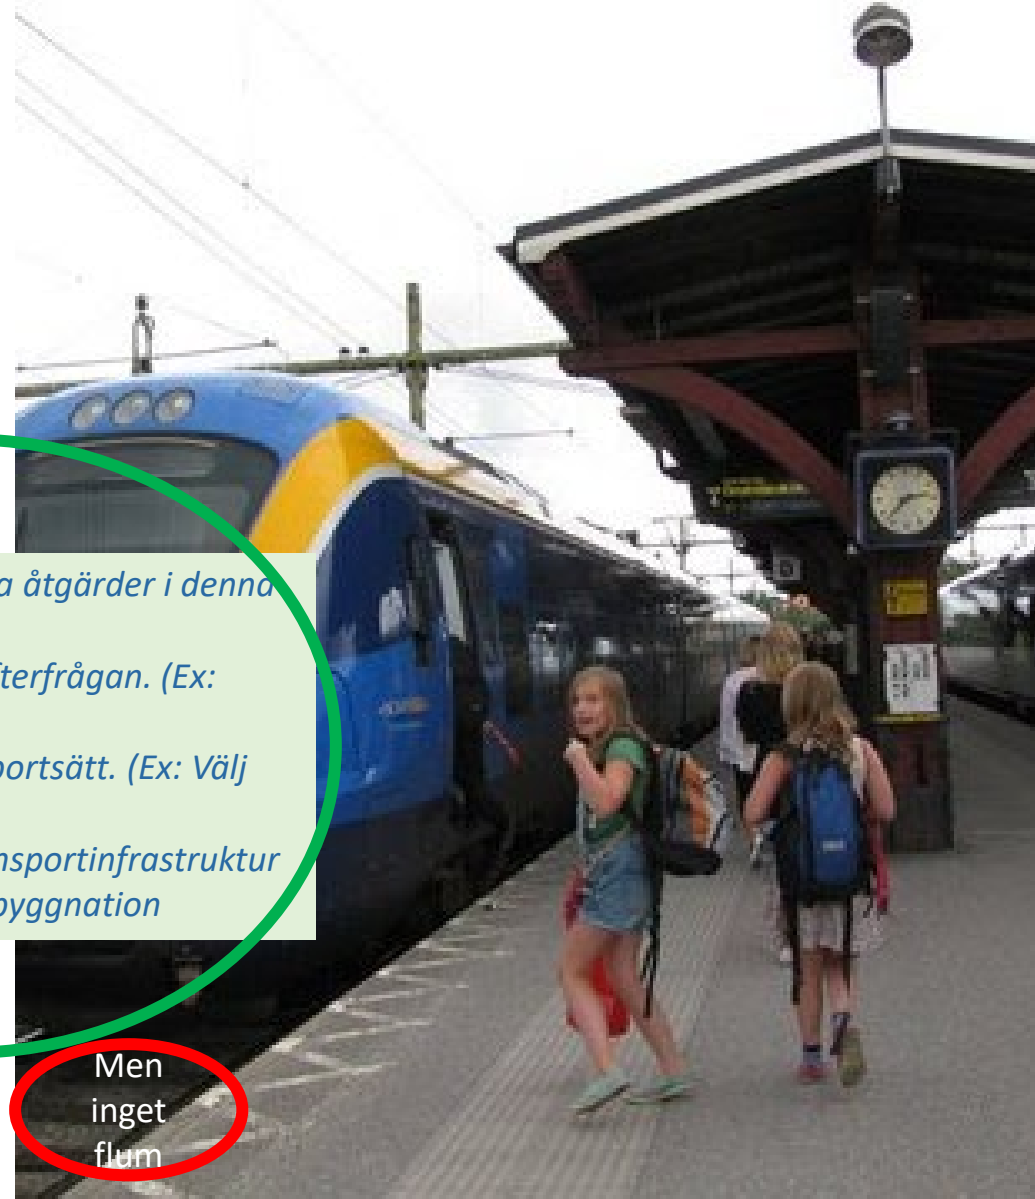 a åtgärder i denna
fterfrågan. (Ex:
portsätt. (Ex: Välj
nsportinfrastruktur
byggnation
Men
inget
flum